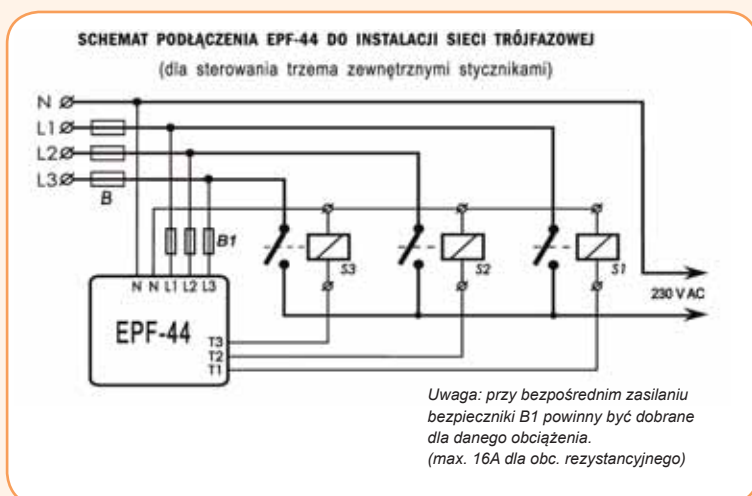 SCHEMAT PODŁĄCZENIA EPF-44 DO INSTALACJI SIECI TRÓJFAZOWEJ
(dla sterowania trzema zewnętrznymi stycznikami)
N
L1
L2
L3
B
B1
S3
S2
S1
N N L1 L2 L3
230 V AC
EPF-44
T3
T2
T1
Uwaga: przy bezpośrednim zasilaniu
bezpieczniki B1 powinny być dobrane
dla danego obciążenia.
(max. 16A dla obc. rezystancyjnego)